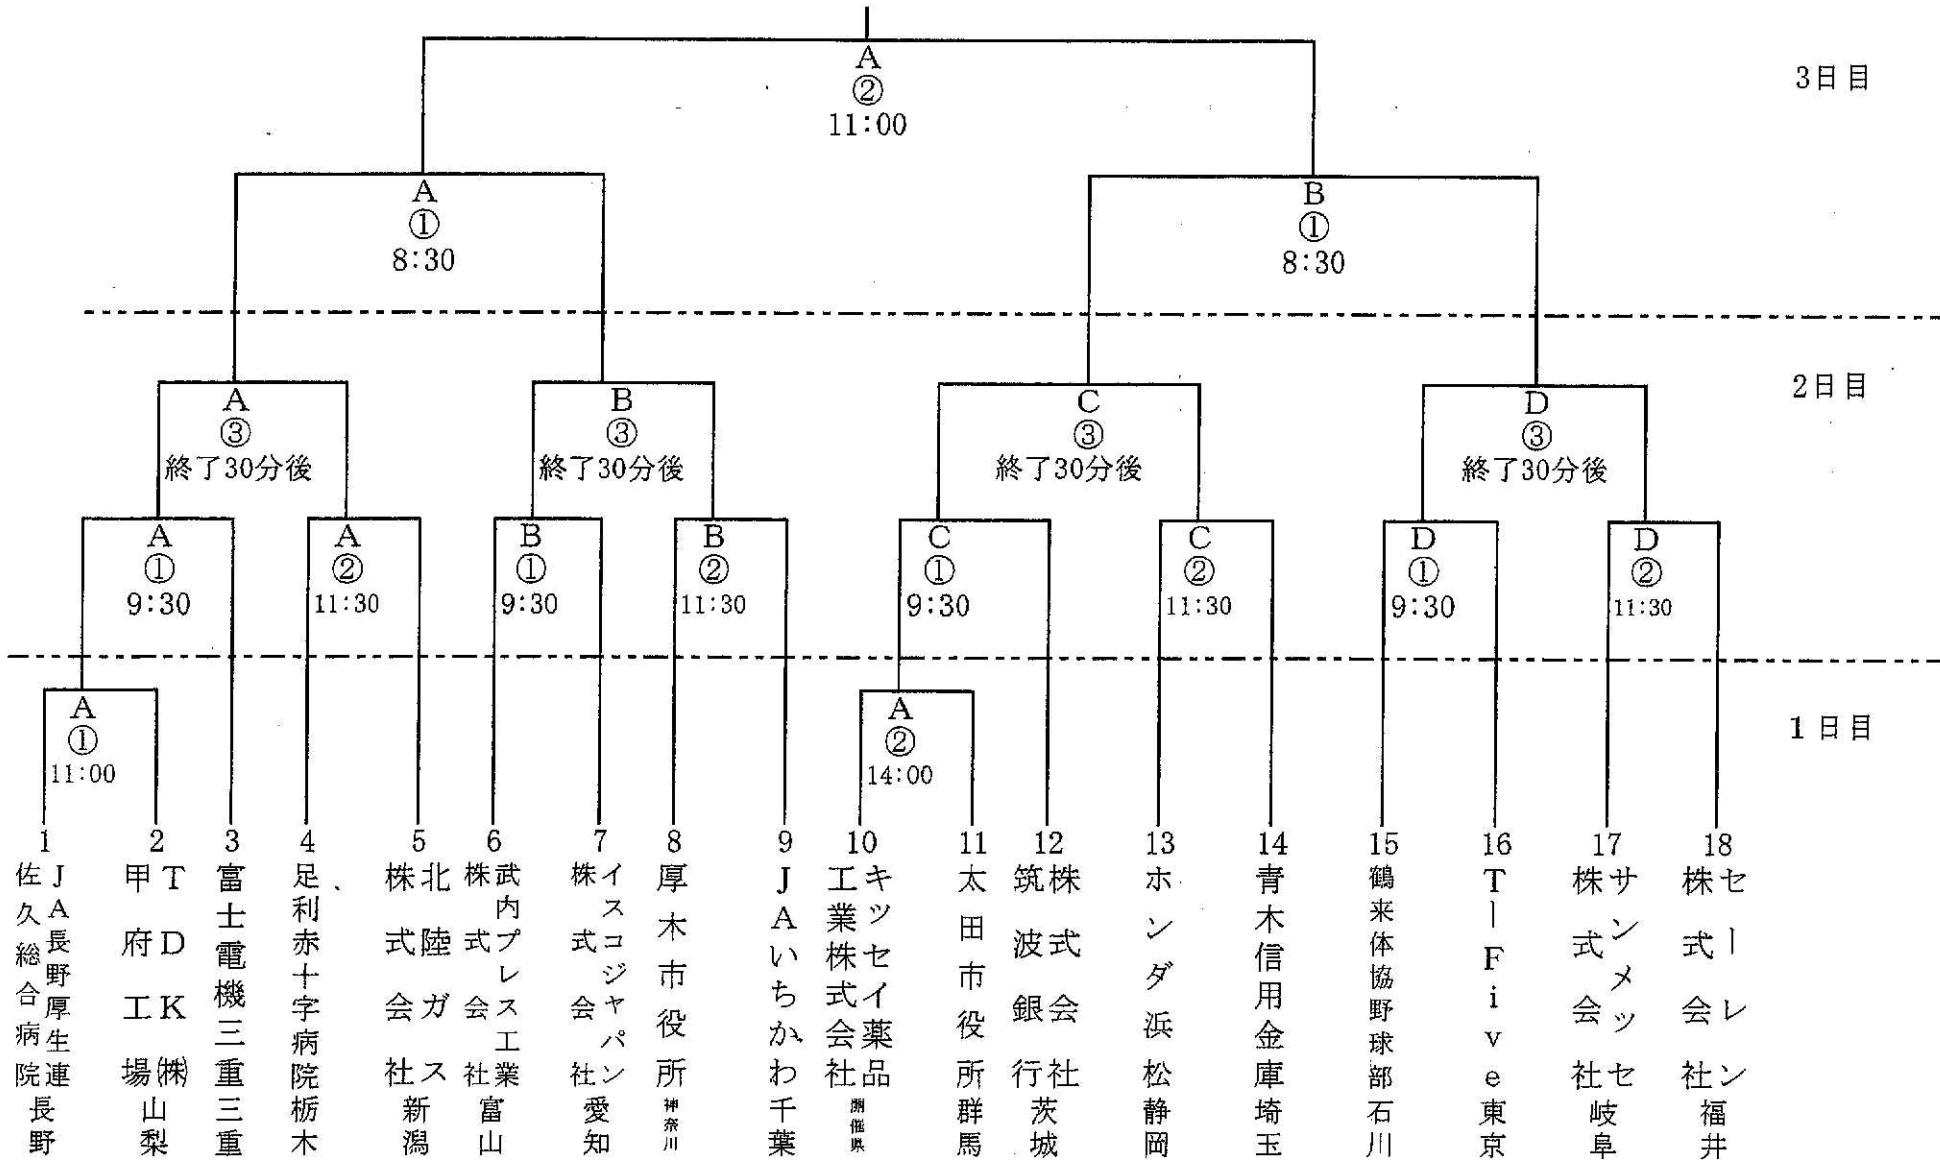 A
②
11:00
3日目
A
①
8:30
B
①
8:30
A
③
終了30分後
B
③
終了30分後
C
③
終了30分後
D
③
終了30分後
2日目
A
①
9:30
A
②
11:30
B
①
9:30
B
②
11:30
C
①
9:30
C
②
11:30
D
①
9:30
D
②
11:30
A
①
11:00
A
②
14:00
1日目
1
JA長野厚生連
佐久総合病院
長野
2
TDK㈱
甲府工場
山梨
3
富士電機三重
三重
4
足利赤十字病院
栃木
5
北陸ガス
株式会社
新潟
6
武内プレス工業
株式会社
富山
7
イスコジャパン
株式会社
愛知
8
厚木市役所
神奈川
9
JAいちかわ
千葉
10
キッセイ薬品
工業株式会社
開催県
11
太田市役所
群馬
12
株式会社
筑波銀行
茨城
13
ホンダ浜松
静岡
14
青木信用金庫
埼玉
15
鶴来体協野球部
石川
16
T－Five
東京
17
サンメッセ
株式会社
岐阜
18
セーレン
株式会社
福井